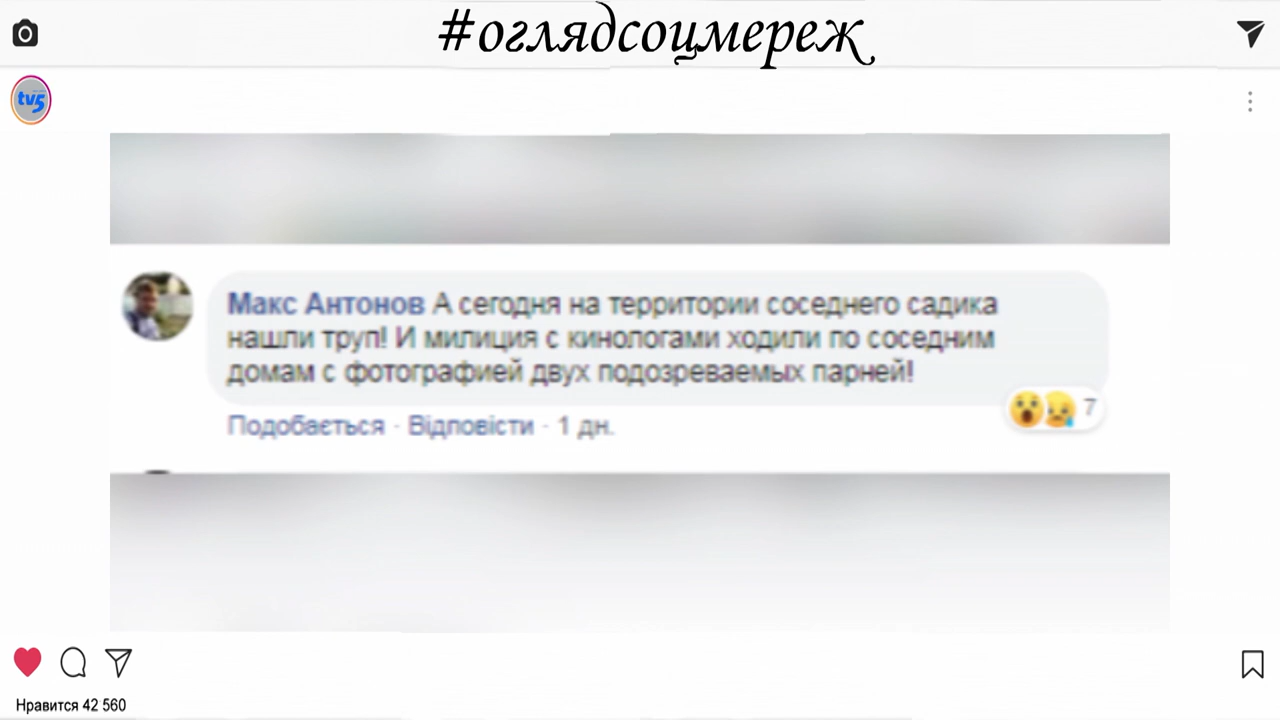 #оглядсоцмереж
tv5
Макс Антонов А сегодня на территории соседнего садика
нашли труп! И милиция с кинологами ходили по соседним
домам с фотографией двух подозреваемых парней!
7
Подобається · Відповісти · 1 дн.
Нравится 42 560